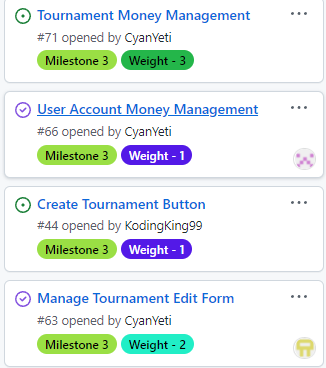 Tournament Money Management
#71 opened by CyanYeti
Milestone 3 Weight - 3
User Account Money Management
#66 opened by CyanYeti
Milestone 3 Weight - 1
Create Tournament Button
#44 opened by KodingKing99
Milestone 3 Weight - 1
Manage Tournament Edit Form
#63 opened by CyanYeti
Milestone 3 Weight - 2